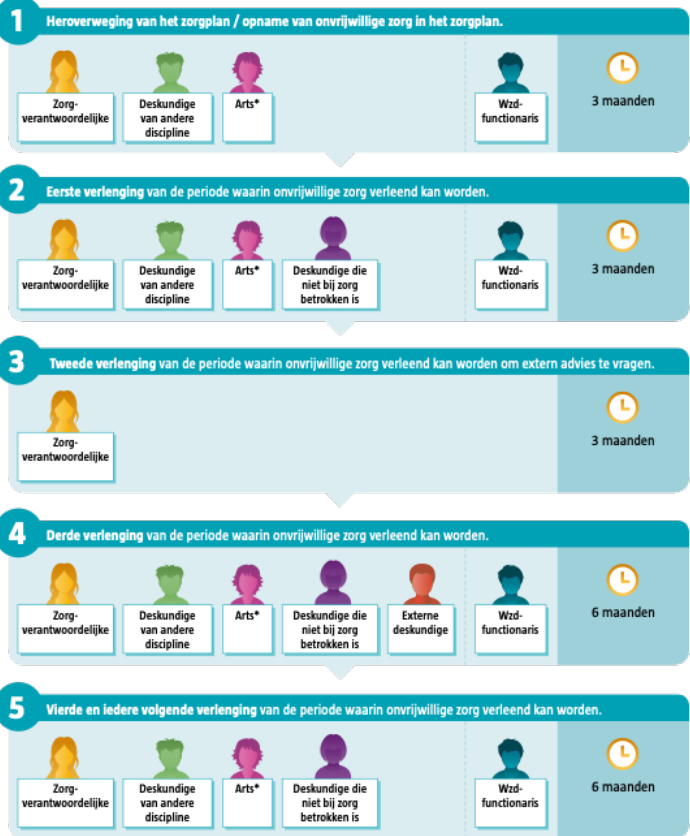 1
Heroverweging van het zorgplan / opname van onvrijwillige zorg in het zorgplan.
Zorg-
verantwoordelijke
Deskundige
van andere
discipline
Arts*
Wzd-
functionaris
3 maanden
2
Eerste verlenging van de periode waarin onvrijwillige zorg verleend kan worden.
Zorg-
verantwoordelijke
Deskundige
van andere
discipline
Arts*
Deskundige die
niet bij zorg
betrokken is
Wzd-
functionaris
3 maanden
3
Tweede verlenging van de periode waarin onvrijwillige zorg verleend kan worden om extern advies te vragen.
Zorg-
verantwoordelijke
3 maanden
4
Derde verlenging van de periode waarin onvrijwillige zorg verleend kan worden.
Zorg-
verantwoordelijke
Deskundige
van andere
discipline
Arts*
Deskundige die
niet bij zorg
betrokken is
Externe
deskundige
Wzd-
functionaris
6 maanden
5
Vierde en iedere volgende verlenging van de periode waarin onvrijwillige zorg verleend kan worden.
Zorg-
verantwoordelijke
Deskundige
van andere
discipline
Arts*
Deskundige die
niet bij zorg
betrokken is
Wzd-
functionaris
6 maanden